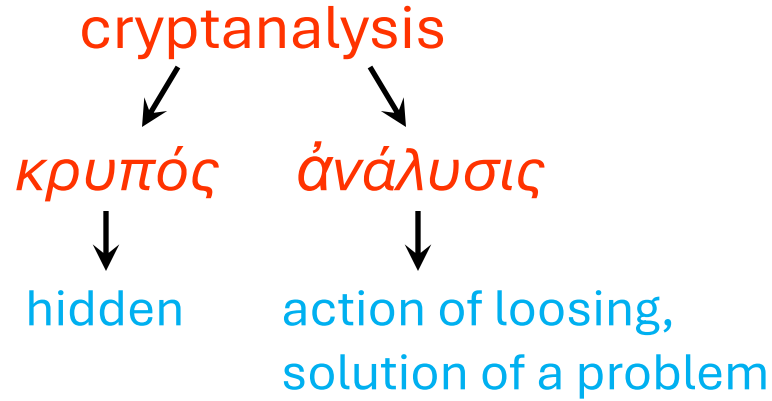 cryptanalysis
κρυπός ἀνάλυσις
hidden action of loosing,
solution of a problem